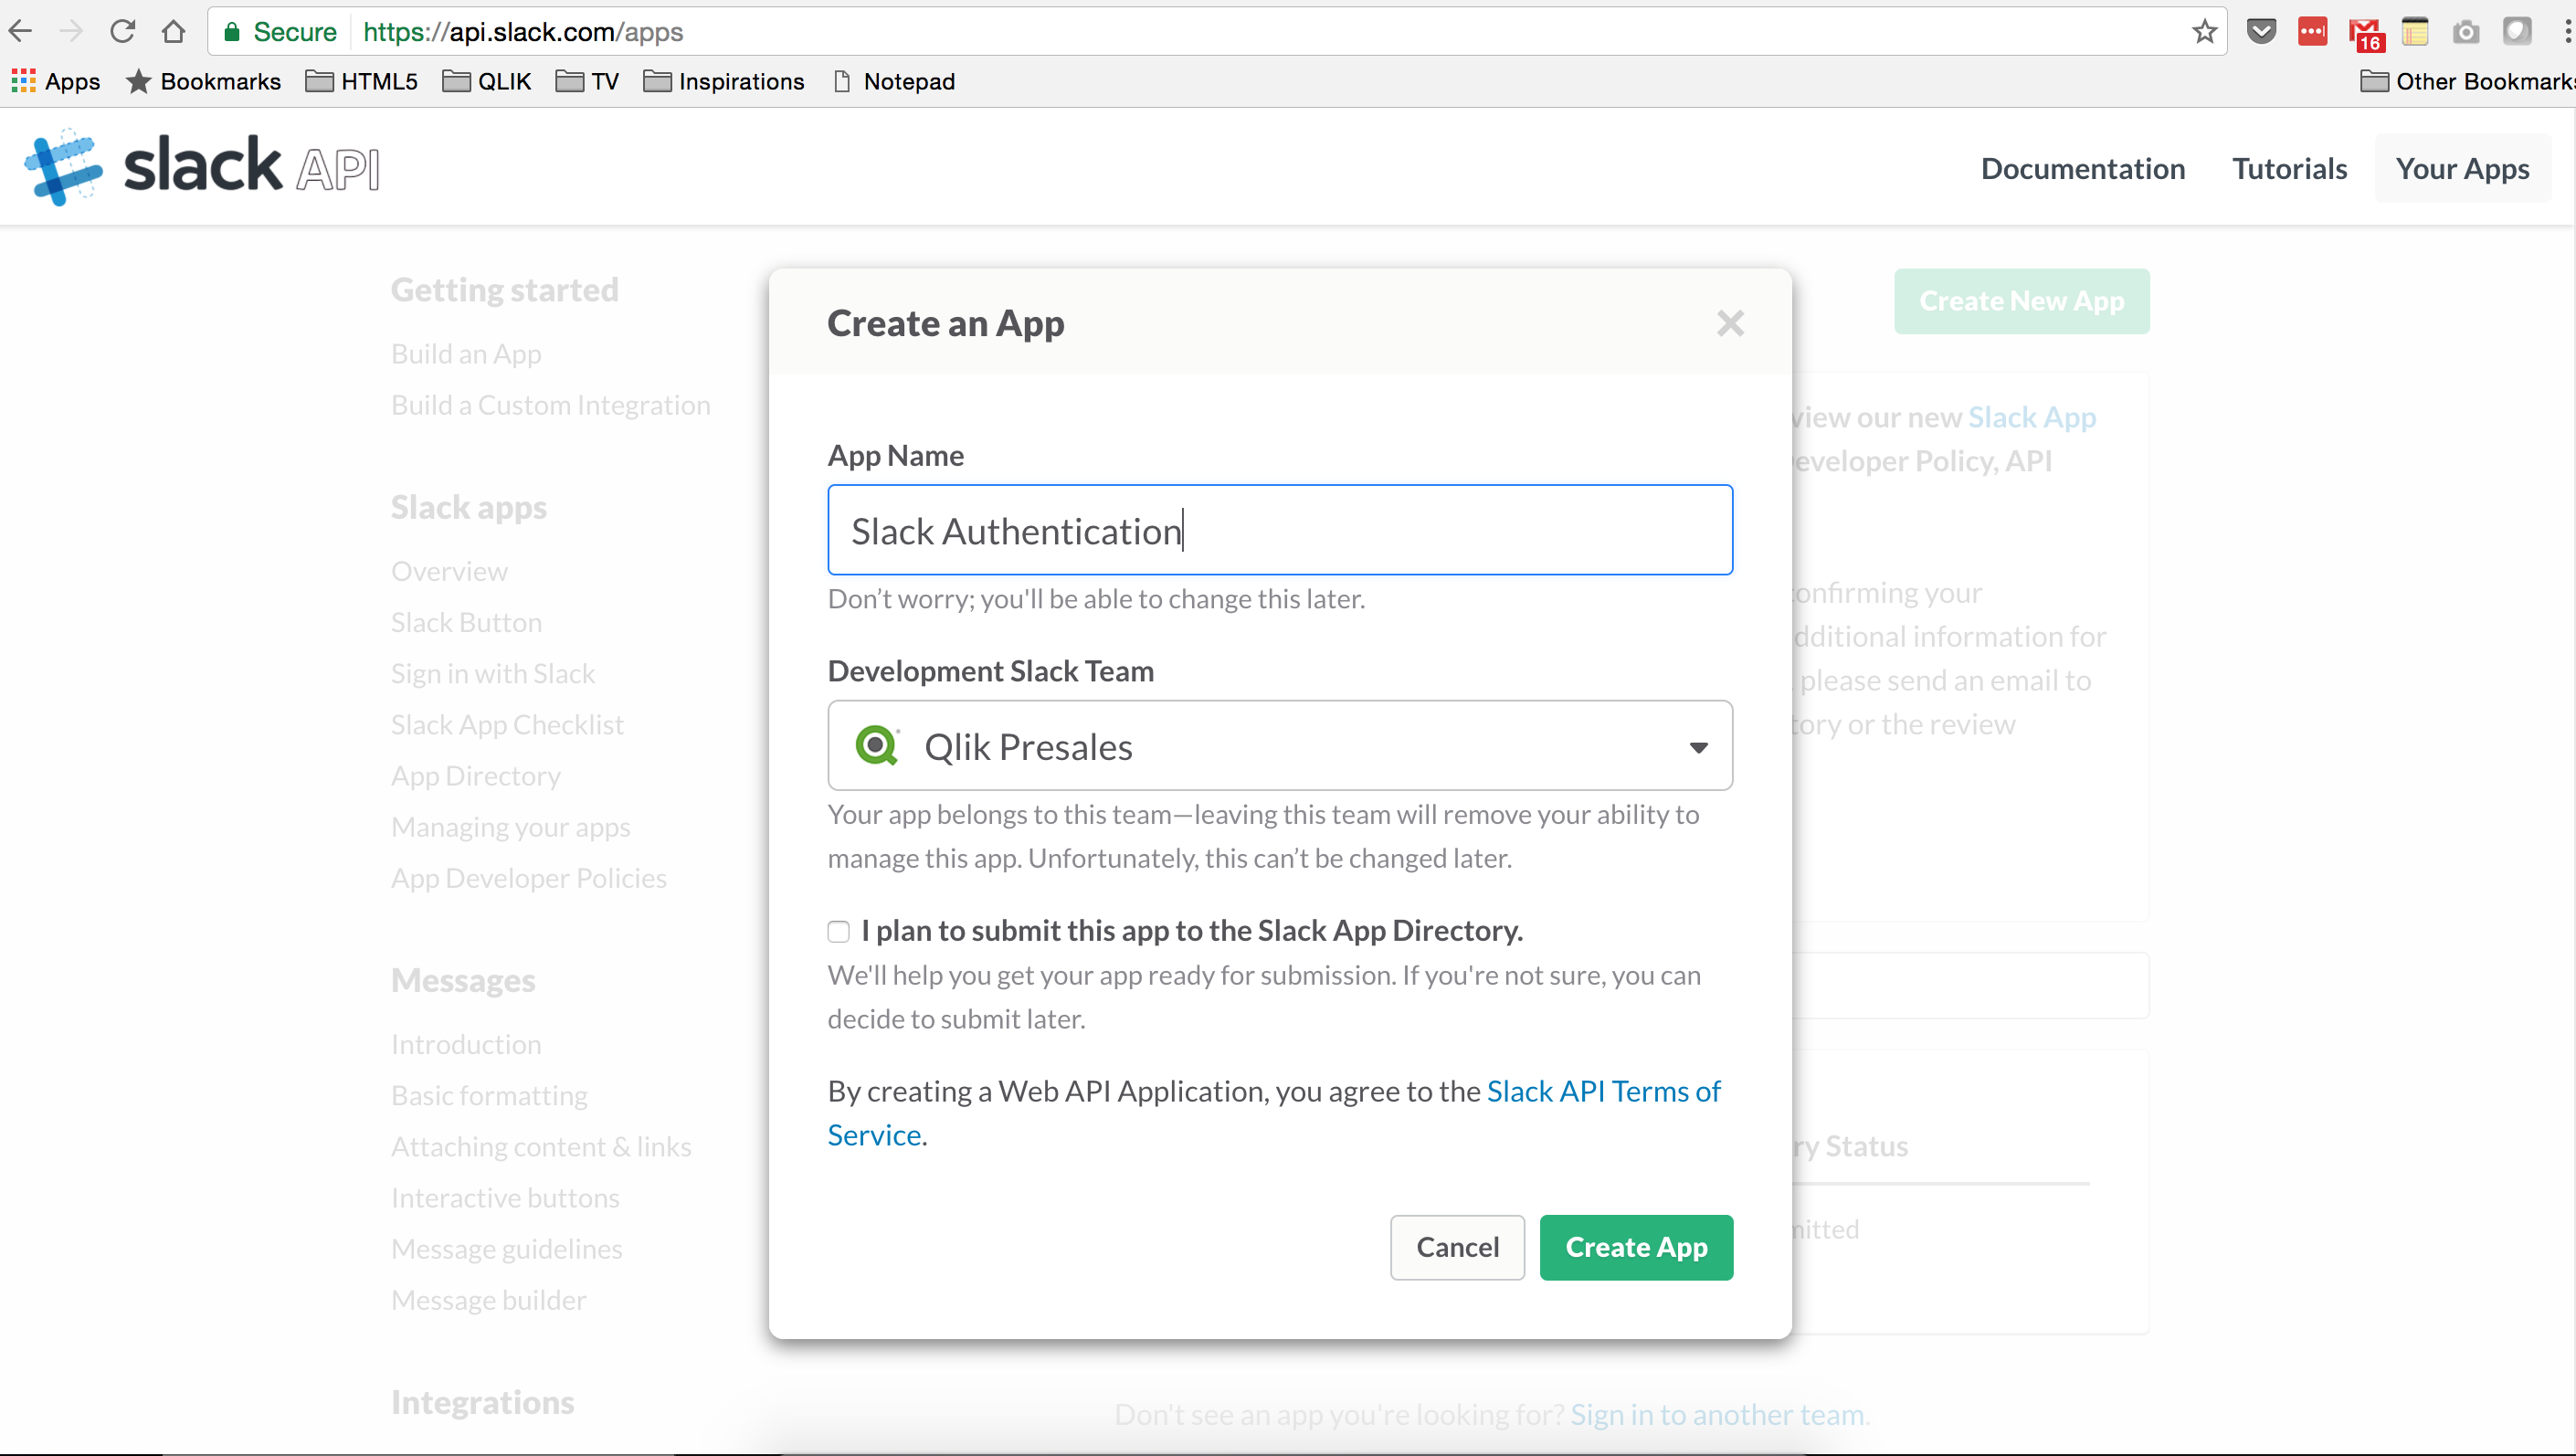 Secure https://api.slack.com/apps
16
Apps Bookmarks HTML5 QLIK TV Inspirations Notepad Other Bookmarks
slack API
Documentation Tutorials Your Apps
Getting started
Build an App
Build a Custom Integration
Slack apps
Overview
Slack Button
Sign in with Slack
Slack App Checklist
App Directory
Managing your apps
App Developer Policies
Messages
Introduction
Basic formatting
Attaching content & links
Interactive buttons
Message guidelines
Message builder
Integrations
Create an App
App Name
Slack Authentication
Don’t worry; you'll be able to change this later.
Development Slack Team
Qlik Presales
Your app belongs to this team—leaving this team will remove your ability to
manage this app. Unfortunately, this can’t be changed later.
I plan to submit this app to the Slack App Directory.
We'll help you get your app ready for submission. If you're not sure, you can
decide to submit later.
By creating a Web API Application, you agree to the Slack API Terms of
Service.
Cancel Create App
Create New App
view our new Slack App
eveloper Policy, API
onfirming your
dditional information for
please send an email to
tory or the review
ry Status
mitted
Don't see an app you're looking for? Sign in to another team.